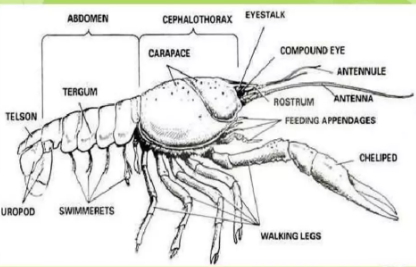 ABDOMEN
CEPHALOTHORAX
EYESTALK
CARAPACE
COMPOUND EYE
ANTENNULE
TERGUM
ROSTRUM
ANTENNA
TELSON
FEEDING APPENDAGES
CHELIPED
UROPOD
SWIMMERETS
WALKING LEGS